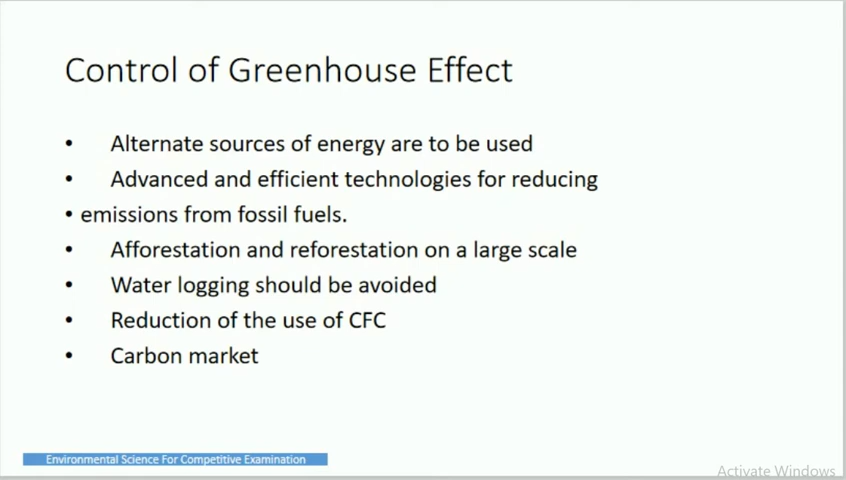 Control of Greenhouse Effect
• Alternate sources of energy are to be used
• Advanced and efficient technologies for reducing
• emissions from fossil fuels.
• Afforestation and reforestation on a large scale
• Water logging should be avoided
• Reduction of the use of CFC
• Carbon market
Environmental Science For Competitive Examination
Activate Windows